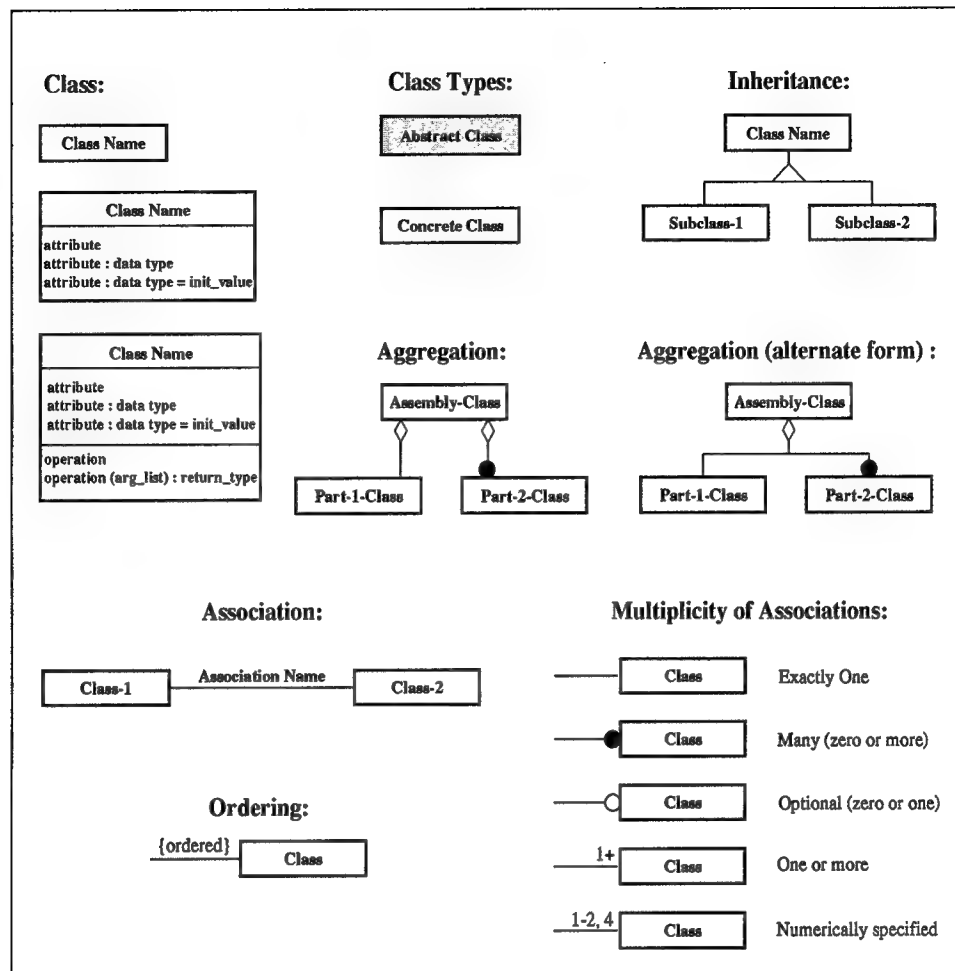 Class:
Class Name
Class Name
attribute
attribute : data type
attribute : data type = init_value
Class Name
attribute
attribute : data type
attribute : data type = init_value
operation
operation (arg_list) : return_type
Class Types:
Abstract Class
Concrete Class
Inheritance:
Class Name
Subclass-1
Subclass-2
Aggregation:
Assembly-Class
Part-1-Class
Part-2-Class
Aggregation (alternate form) :
Assembly-Class
Part-1-Class
Part-2-Class
Association:
Class-1
Association Name
Class-2
Ordering:
{ordered}
Class
Multiplicity of Associations:
Class
Exactly One
Class
Many (zero or more)
Class
Optional (zero or one)
1+
Class
One or more
1-2, 4
Class
Numerically specified